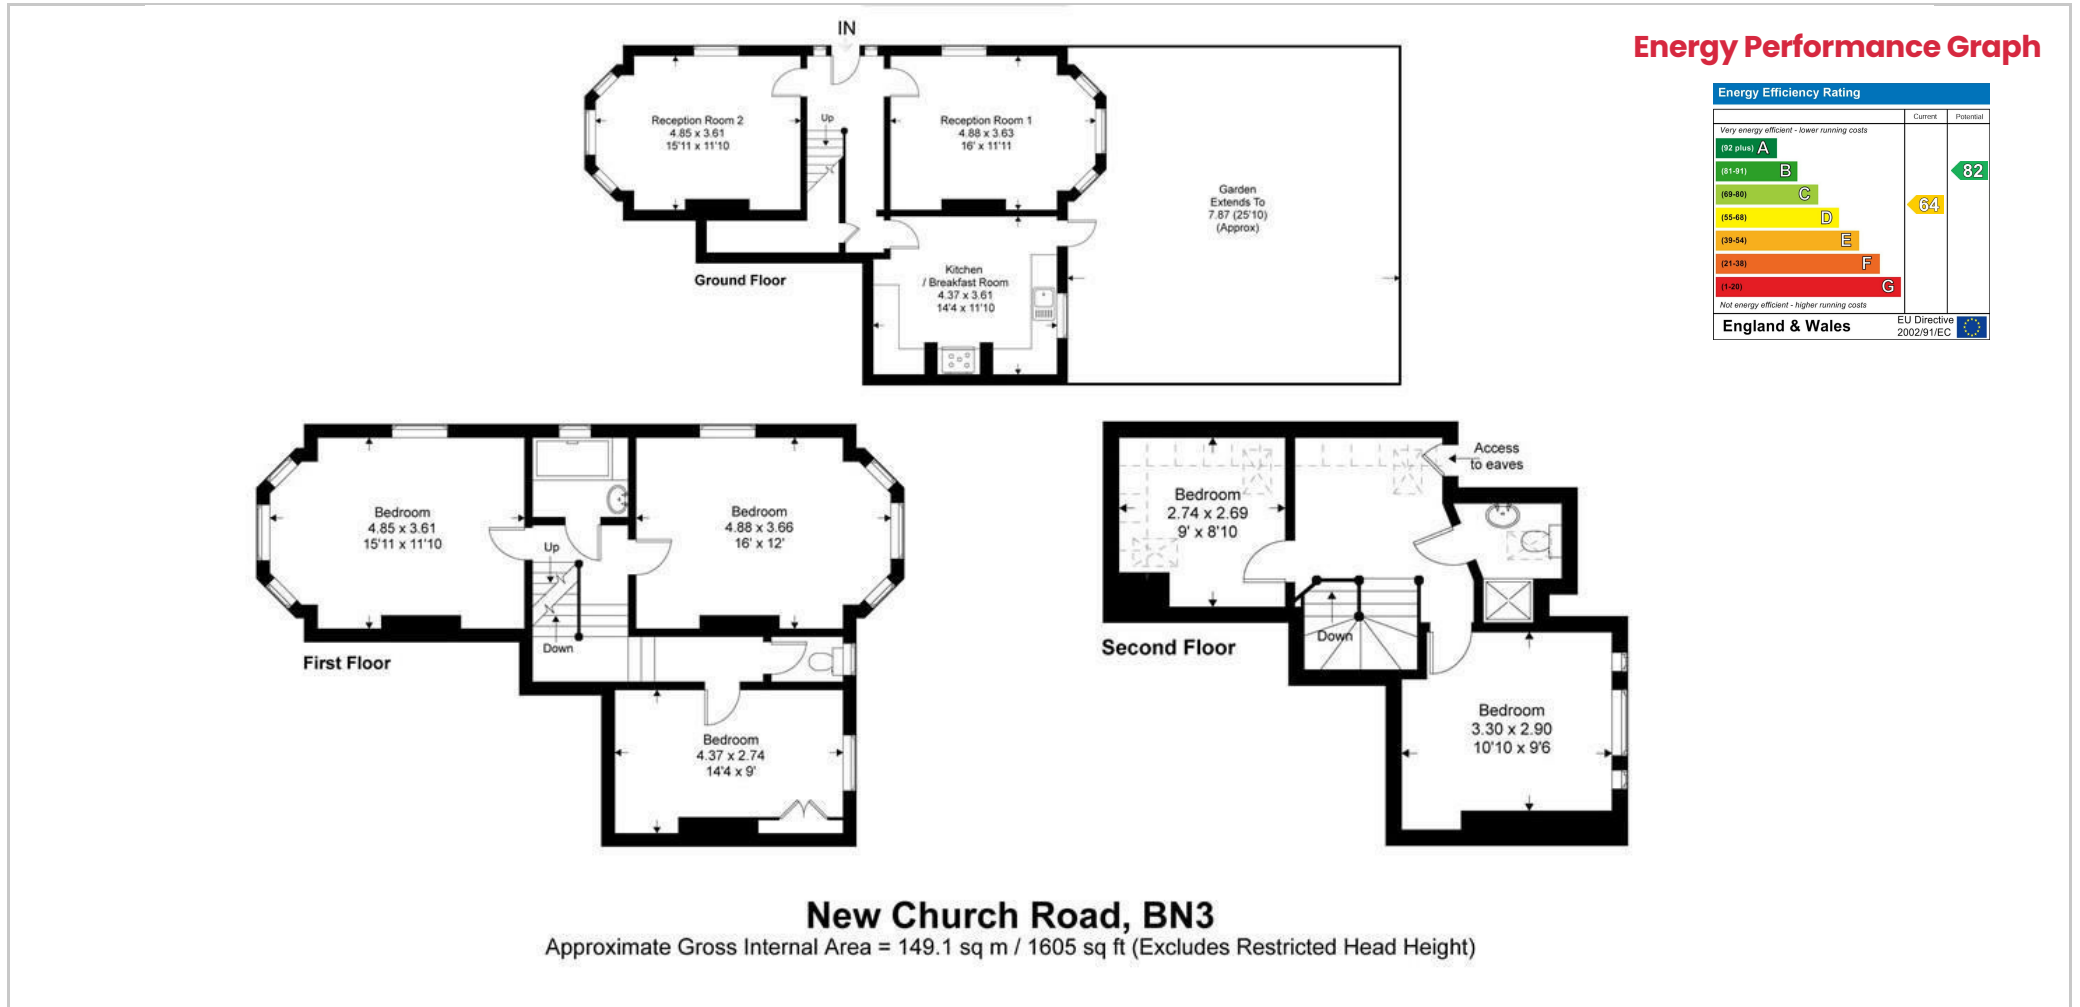 IN
Reception Room 2
4.85 x 3.61
15'11 x 11'10
Up
Reception Room 1
4.88 x 3.63
16' x 11'11
Garden
Extends To
7.87 (25'10)
(Approx)
Kitchen
/ Breakfast Room
4.37 x 3.61
14'4 x 11'10
Ground Floor
Energy Performance Graph
Energy Efficiency Rating
Current
Potential
Very energy efficient - lower running costs
(92 plus) A
(81-91) B
(69-80) C
(55-68) D
(39-54) E
(21-38) F
(1-20) G
82
64
Not energy efficient - higher running costs
England & Wales
EU Directive
2002/91/EC
Bedroom
4.85 x 3.61
15'11 x 11'10
Up
Down
Bedroom
4.88 x 3.66
16' x 12'
First Floor
Bedroom
4.37 x 2.74
14'4 x 9'
Bedroom
2.74 x 2.69
9' x 8'10
Access
to eaves
Down
Second Floor
Bedroom
3.30 x 2.90
10'10 x 9'6
New Church Road, BN3
Approximate Gross Internal Area = 149.1 sq m / 1605 sq ft (Excludes Restricted Head Height)